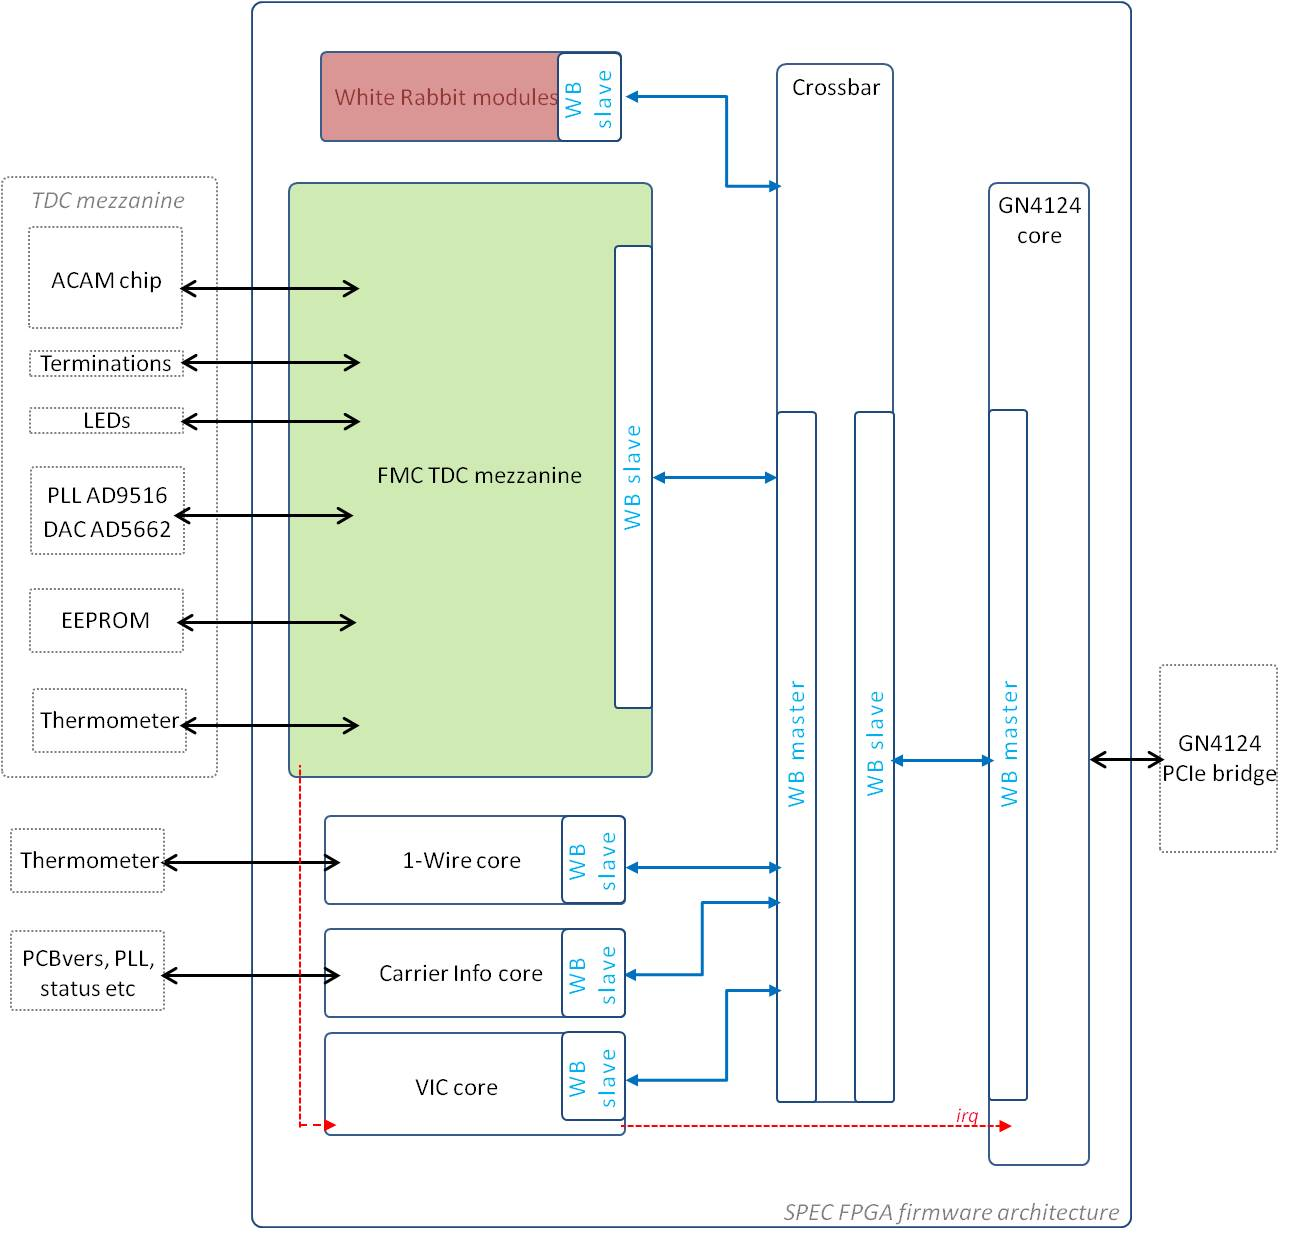 White Rabbit modules
WB
slave
Crossbar
TDC mezzanine
GN4124
core
ACAM chip
Terminations
LEDs
PLL AD9516
DAC AD5662
EEPROM
Thermometer
FMC TDC mezzanine
WB slave
WB master
WB slave
WB master
GN4124
PCIe bridge
Thermometer
1-Wire core
WB
slave
PCBvers, PLL,
status etc
Carrier Info core
WB
slave
VIC core
WB
slave
irq
SPEC FPGA firmware architecture